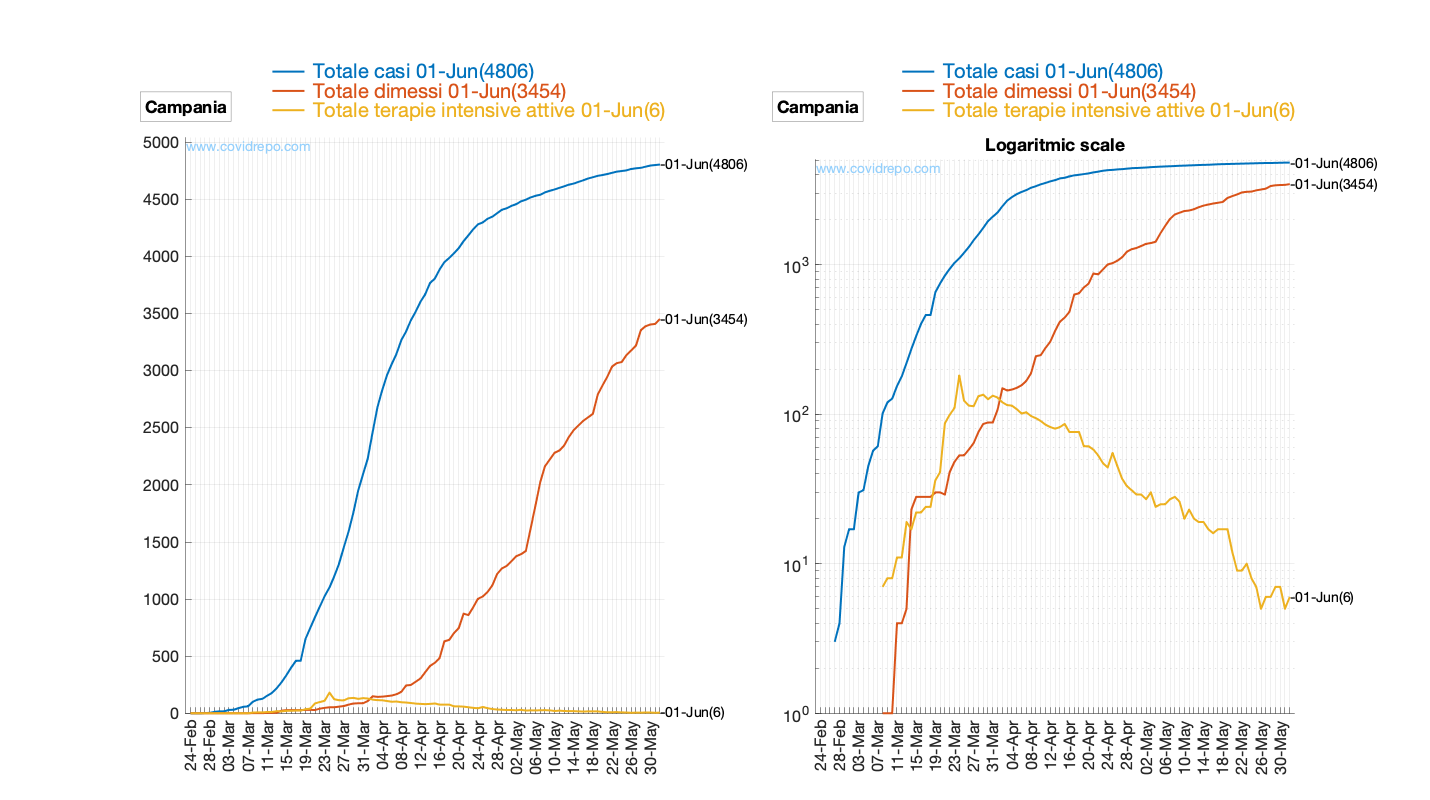 Totale casi 01-Jun(4806)
Totale dimessi 01-Jun(3454)
Totale terapie intensive attive 01-Jun(6)
Campania
www.covidrepo.com
5000
4500
4000
3500
3000
2500
2000
1500
1000
500
0
-01-Jun(4806)
-01-Jun(3454)
-01-Jun(6)
24-Feb
28-Feb
03-Mar
07-Mar
11-Mar
15-Mar
19-Mar
23-Mar
27-Mar
31-Mar
04-Apr
08-Apr
12-Apr
16-Apr
20-Apr
24-Apr
28-Apr
02-May
06-May
10-May
14-May
18-May
22-May
26-May
30-May
Totale casi 01-Jun(4806)
Totale dimessi 01-Jun(3454)
Totale terapie intensive attive 01-Jun(6)
Campania
Logaritmic scale
www.covidrepo.com
10^3
10^2
10^1
10^0
-01-Jun(4806)
-01-Jun(3454)
-01-Jun(6)
24-Feb
28-Feb
03-Mar
07-Mar
11-Mar
15-Mar
19-Mar
23-Mar
27-Mar
31-Mar
04-Apr
08-Apr
12-Apr
16-Apr
20-Apr
24-Apr
28-Apr
02-May
06-May
10-May
14-May
18-May
22-May
26-May
30-May